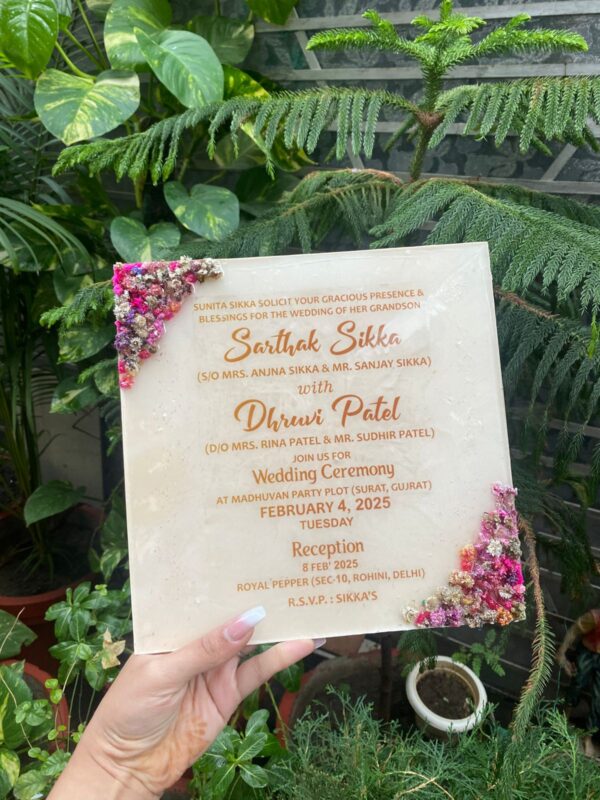 SUNITA SIKKA SOLICIT YOUR GRACIOUS PRESENCE &
BLESSINGS FOR THE WEDDING OF HER GRANDSON
Sarthak Sikka
(S/O MRS. ANJNA SIKKA & MR. SANJAY SIKKA)
with
Dhruvi Patel
(D/O MRS. RINA PATEL & MR. SUDHIR PATEL)
JOIN US FOR
Wedding Ceremony
AT MADHUVAN PARTY PLOT (SURAT, GUJRAT)
FEBRUARY 4, 2025
TUESDAY
Reception
8 FEB' 2025
ROYAL PEPPER (SEC-10, ROHINI, DELHI)
R.S.V.P. : SIKKA'S